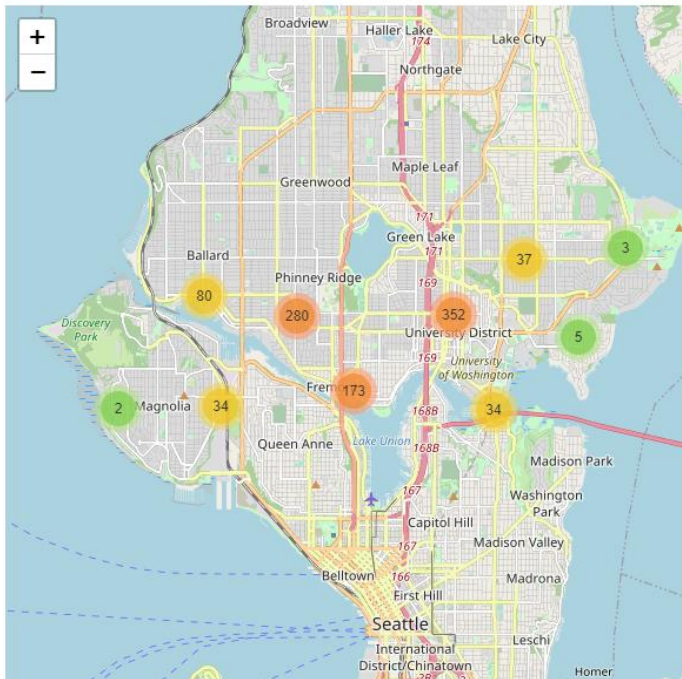 +
−
Broadview
Haller Lake
174
Lake City
Northgate
Maple Leaf
Greenwood
171
Green Lake
171
Ballard
37
3
Phinney Ridge
169
80
280
352
University District
Discovery
Park
5
169
University
of Washington
173
2
Magnolia
34
34
168B
Queen Anne
Lake Union
168B
Madison Park
167
Washington
Park
Capitol Hill
Madison Valley
167
Belltown
166
Madrona
First Hill
Seattle
Leschi
International
District/Chinatown
Homer